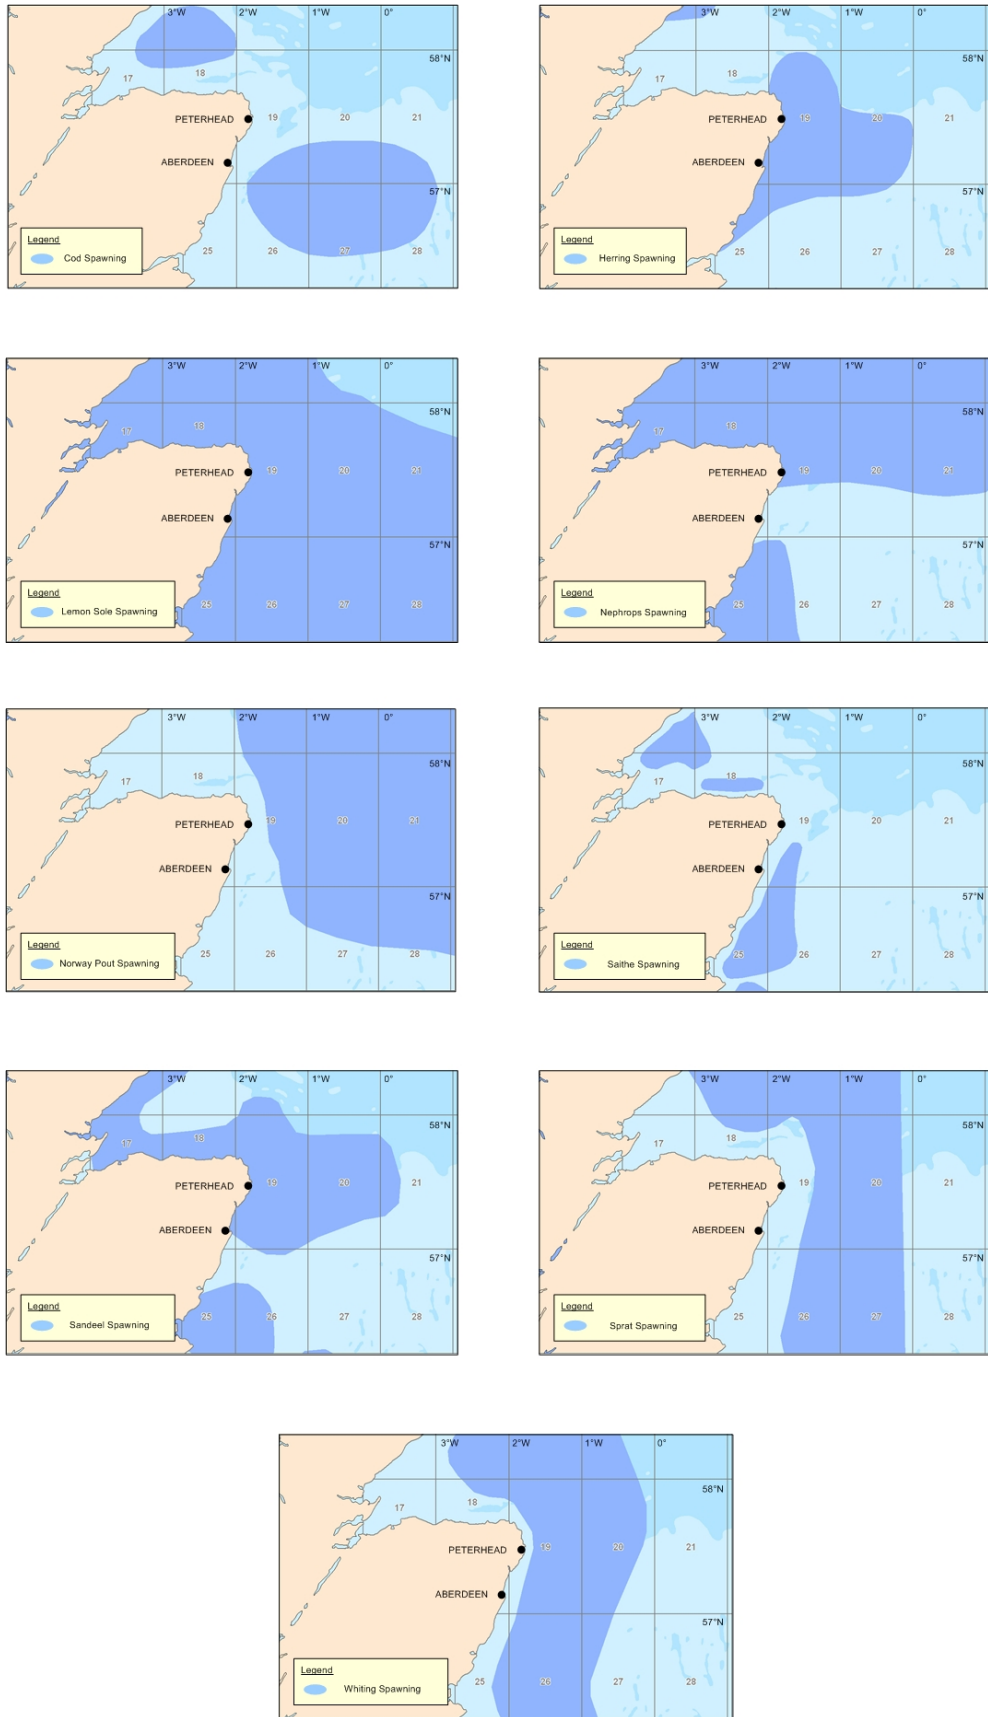 3°W 2°W 1°W 0°
58°N
17 18
PETERHEAD 19 20 21
ABERDEEN
57°N
25 26 27 28
Legend
Cod Spawning
3°W 2°W 1°W 0°
58°N
17 18
PETERHEAD 19 20 21
ABERDEEN
57°N
25 26 27 28
Legend
Herring Spawning
3°W 2°W 1°W 0°
58°N
17 18
PETERHEAD 19 20 21
ABERDEEN
57°N
25 26 27 28
Legend
Lemon Sole Spawning
3°W 2°W 1°W 0°
58°N
17 18
PETERHEAD 19 20 21
ABERDEEN
57°N
25 26 27 28
Legend
Nephrops Spawning
3°W 2°W 1°W 0°
58°N
17 18
PETERHEAD 19 20 21
ABERDEEN
57°N
25 26 27 28
Legend
Norway Pout Spawning
3°W 2°W 1°W 0°
58°N
17 18
PETERHEAD 19 20 21
ABERDEEN
57°N
25 26 27 28
Legend
Saithe Spawning
3°W 2°W 1°W 0°
58°N
17 18
PETERHEAD 19 20 21
ABERDEEN
57°N
25 26 27 28
Legend
Sandeel Spawning
3°W 2°W 1°W 0°
58°N
17 18
PETERHEAD 19 20 21
ABERDEEN
57°N
25 26 27 28
Legend
Sprat Spawning
3°W 2°W 1°W 0°
58°N
17 18
PETERHEAD 19 20 21
ABERDEEN
57°N
25 26 27 28
Legend
Whiting Spawning